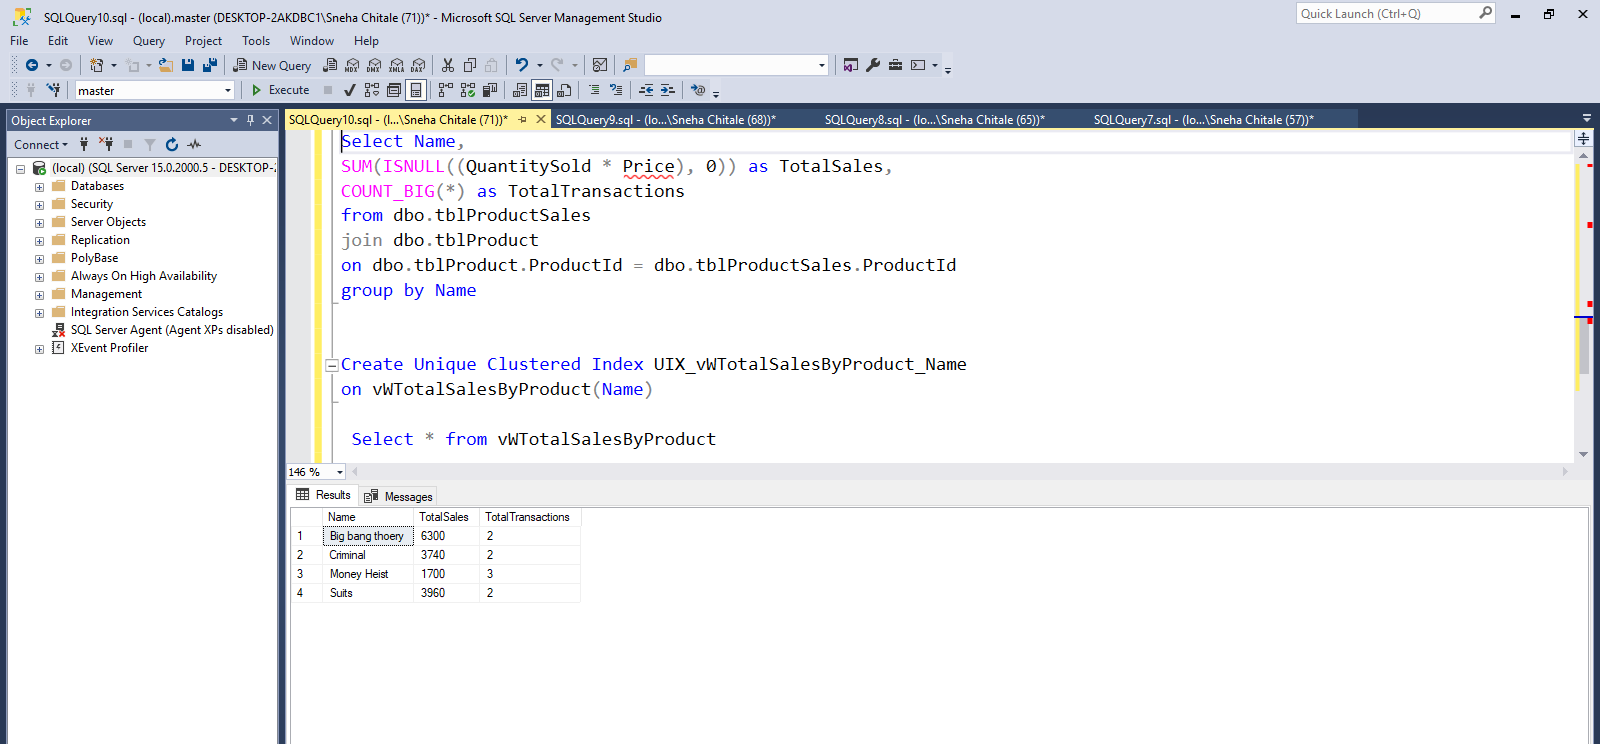 SQLQuery10.sql - (local).master (DESKTOP-2AKDBC1\Sneha Chitale (71))* - Microsoft SQL Server Management Studio
Quick Launch (Ctrl+Q)
File Edit View Query Project Tools Window Help
New Query MDX DMX XMLA DAX
master Execute
Object Explorer
Connect
(local) (SQL Server 15.0.2000.5 - DESKTOP-2
Databases
Security
Server Objects
Replication
PolyBase
Always On High Availability
Management
Integration Services Catalogs
SQL Server Agent (Agent XPs disabled)
XEvent Profiler
SQLQuery10.sql - (l...\Sneha Chitale (71))* SQLQuery9.sql - (lo...\Sneha Chitale (68))* SQLQuery8.sql - (lo...\Sneha Chitale (65))* SQLQuery7.sql - (lo...\Sneha Chitale (57))*
Select Name,
SUM(ISNULL((QuantitySold * Price), 0)) as TotalSales,
COUNT_BIG(*) as TotalTransactions
from dbo.tblProductSales
join dbo.tblProduct
on dbo.tblProduct.ProductId = dbo.tblProductSales.ProductId
group by Name
Create Unique Clustered Index UIX_vWTotalSalesByProduct_Name
on vWTotalSalesByProduct(Name)
Select * from vWTotalSalesByProduct
146 %
Results Messages
Name TotalSales TotalTransactions
1 Big bang thoery 6300 2
2 Criminal 3740 2
3 Money Heist 1700 3
4 Suits 3960 2